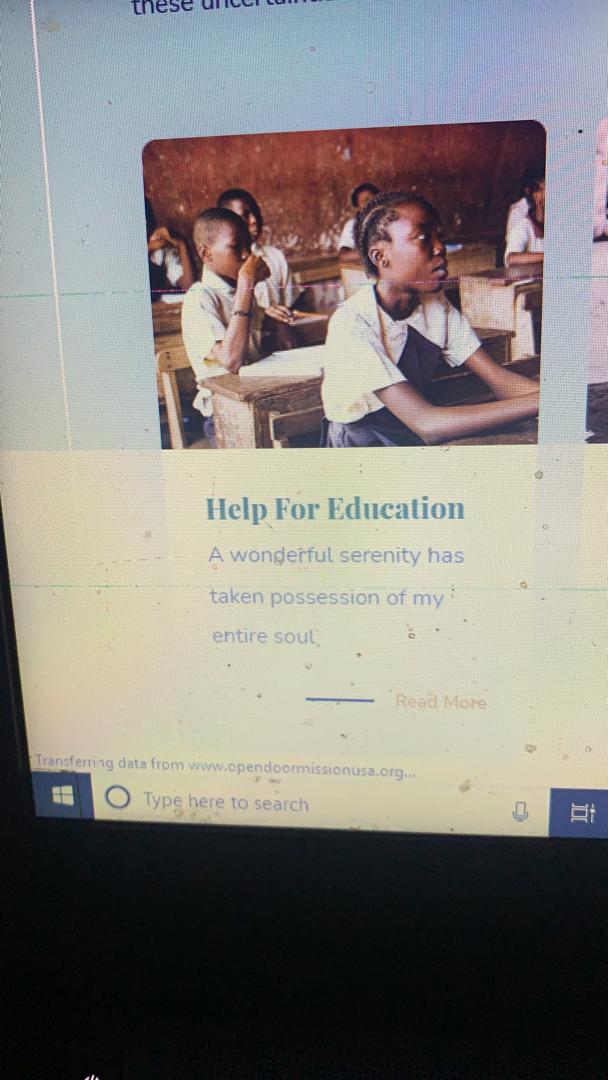 these
Help For Education
A wonderful serenity has
taken possession of my
entire soul
Read More
Transferring data from www.opendoormissionusa.org...
Type here to search